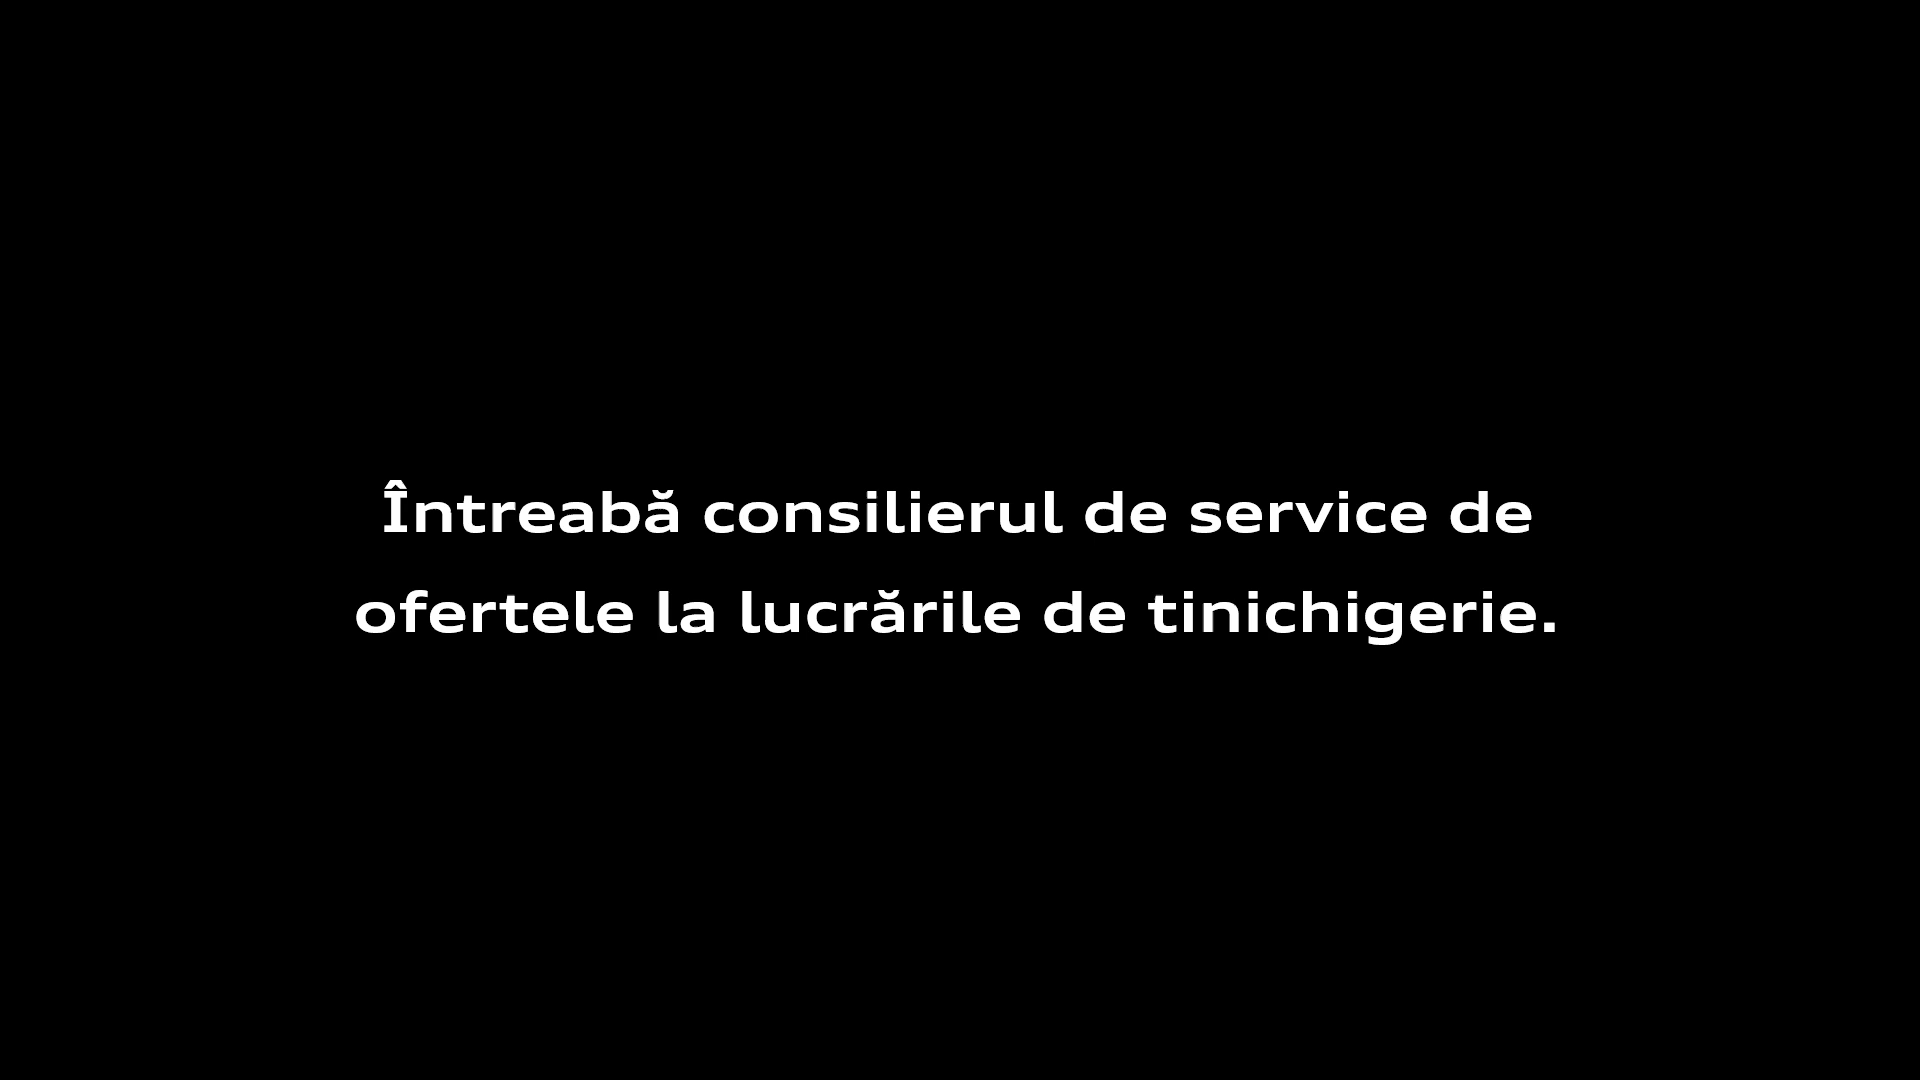 Întreabă consilierul de service de
ofertele la lucrările de tinichigerie.